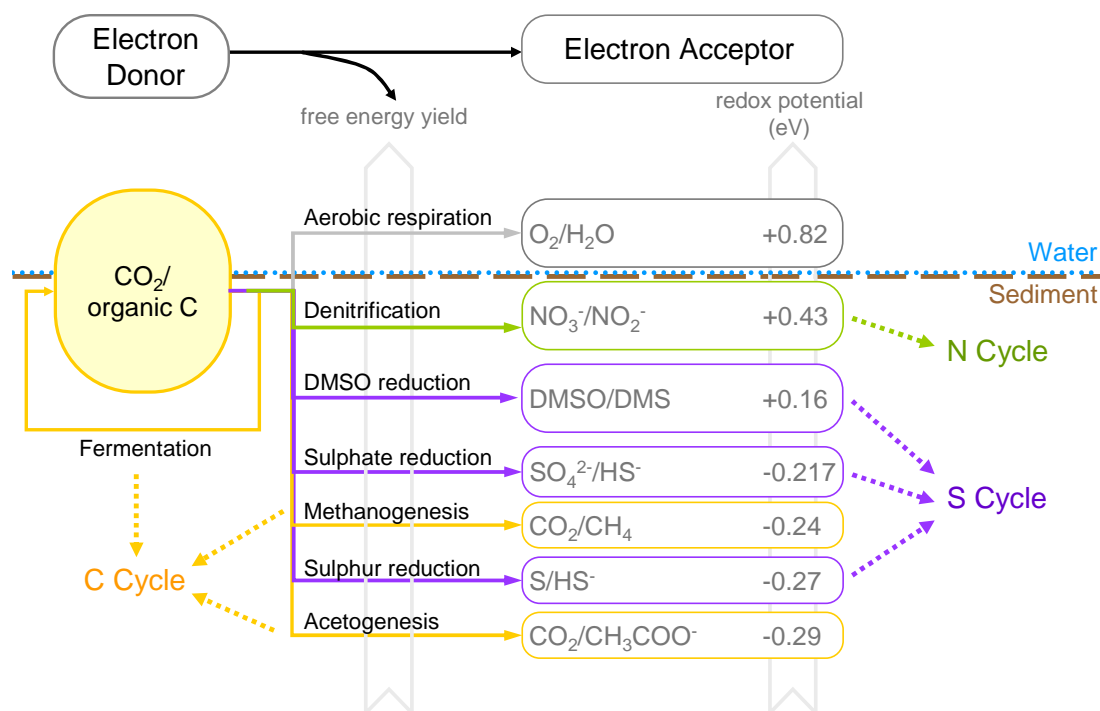 Electron
Donor
Electron Acceptor
free energy yield
redox potential
(eV)
Aerobic respiration
O₂/H₂O +0.82
Water
Sediment
CO₂/
organic C
Denitrification
NO₃⁻/NO₂⁻ +0.43
N Cycle
DMSO reduction
DMSO/DMS +0.16
Fermentation
Sulphate reduction
SO₄²⁻/HS⁻ -0.217
S Cycle
Methanogenesis
CO₂/CH₄ -0.24
C Cycle
Sulphur reduction
S/HS⁻ -0.27
Acetogenesis
CO₂/CH₃COO⁻ -0.29